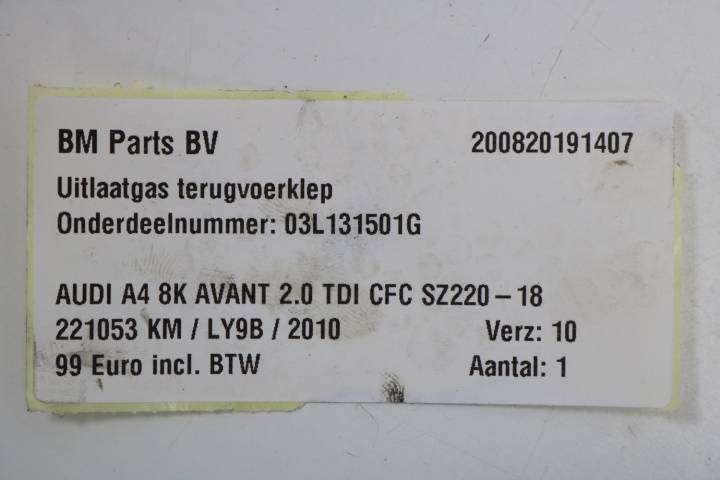 BM Parts BV 200820191407
Uitlaatgas terugvoerklep
Onderdeelnummer: 03L131501G
AUDI A4 8K AVANT 2.0 TDI CFC SZ220-18
221053 KM / LY9B / 2010 Verz: 10
99 Euro incl. BTW Aantal: 1